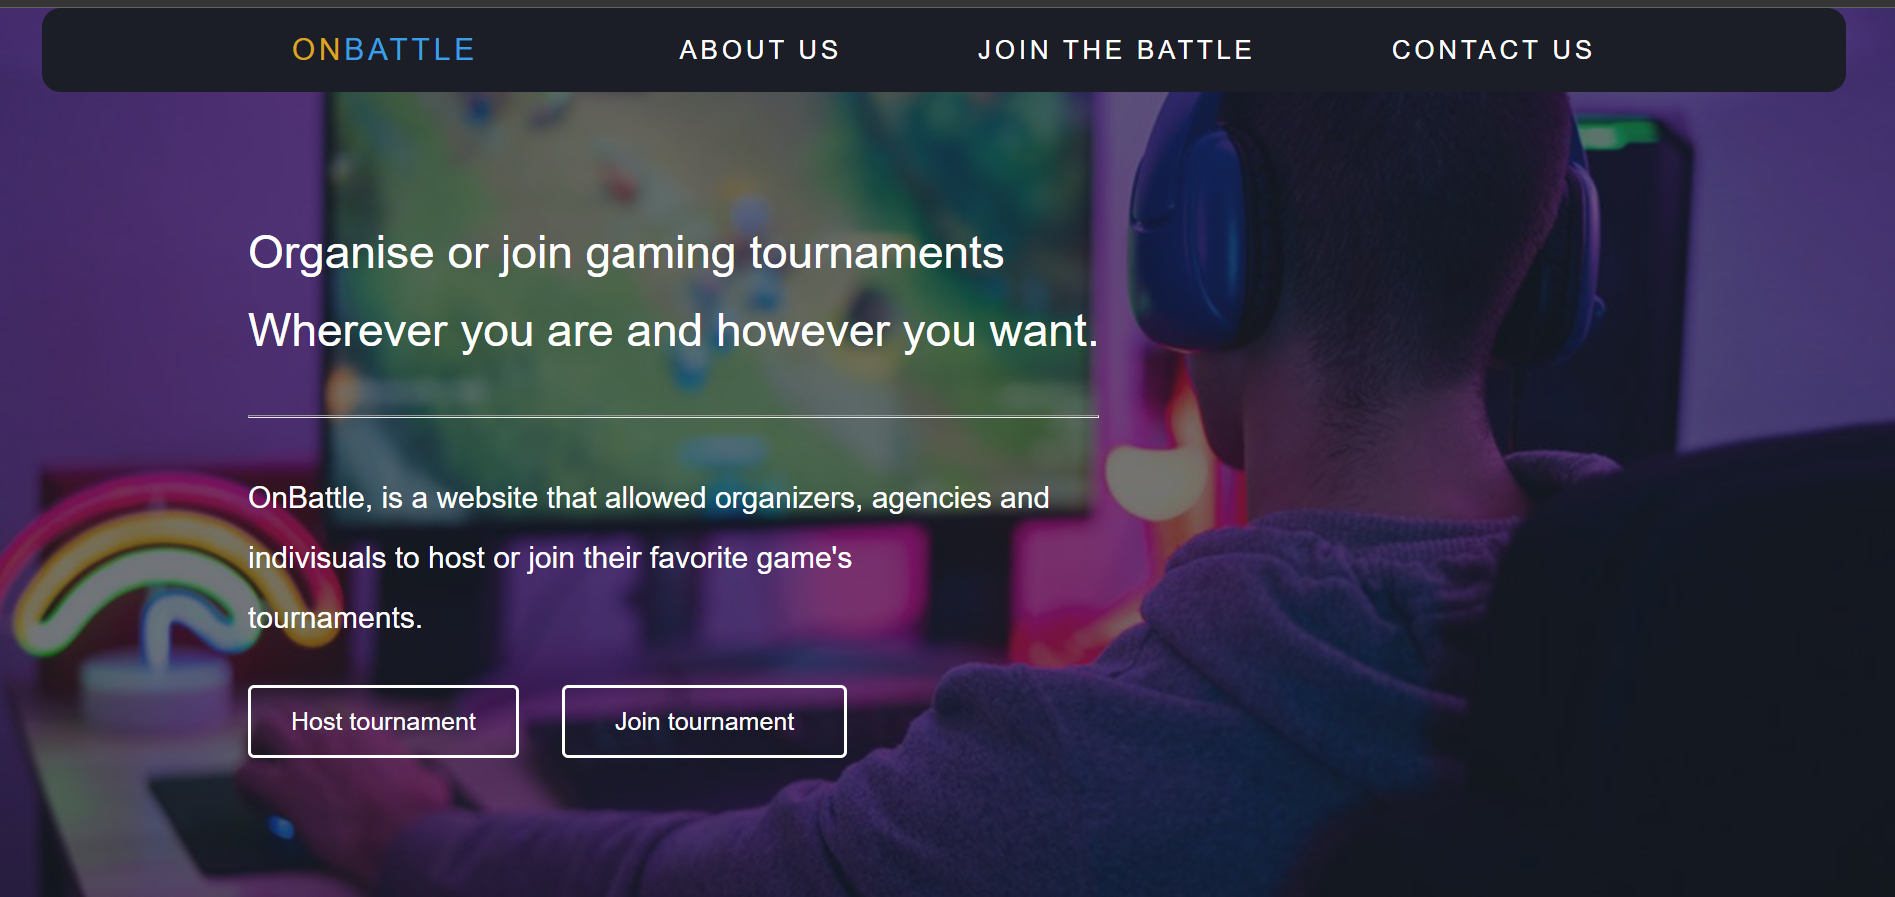 ONBATTLE ABOUT US JOIN THE BATTLE CONTACT US
Organise or join gaming tournaments
Wherever you are and however you want.
OnBattle, is a website that allowed organizers, agencies and
indivisuals to host or join their favorite game's
tournaments.
Host tournament Join tournament